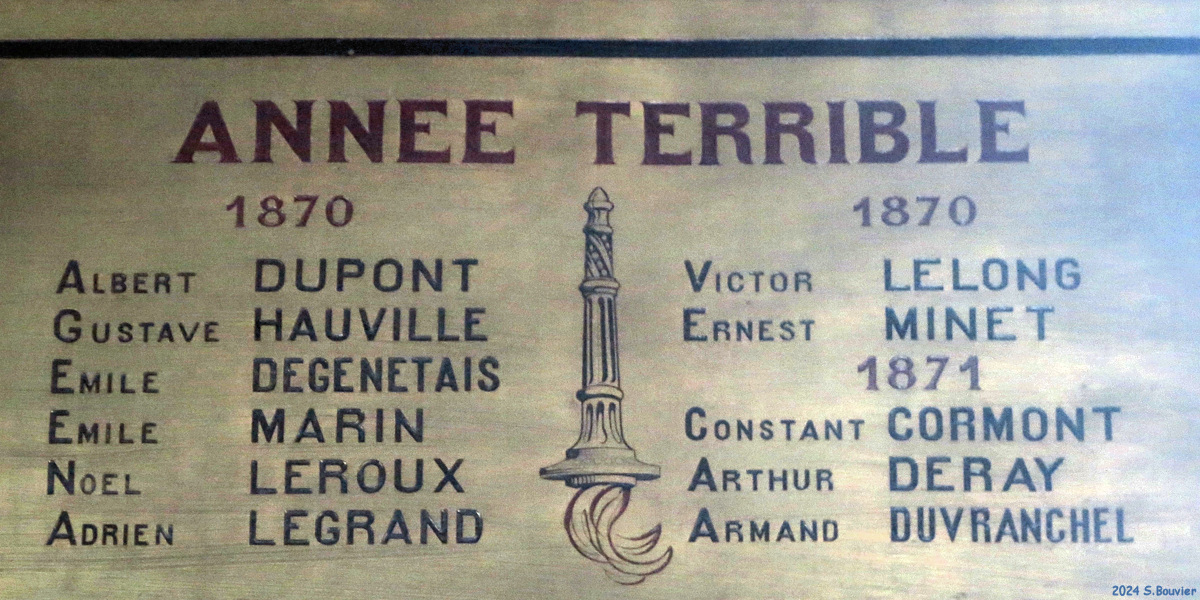 ANNEE TERRIBLE
1870
ALBERT DUPONT
GUSTAVE HAUVILLE
EMILE DEGENETAIS
EMILE MARIN
NOEL LEROUX
ADRIEN LEGRAND
1870
VICTOR LELONG
ERNEST MINET
1871
CONSTANT CORMONT
ARTHUR DERAY
ARMAND DUVRANCHEL
2024 S.Bouvier